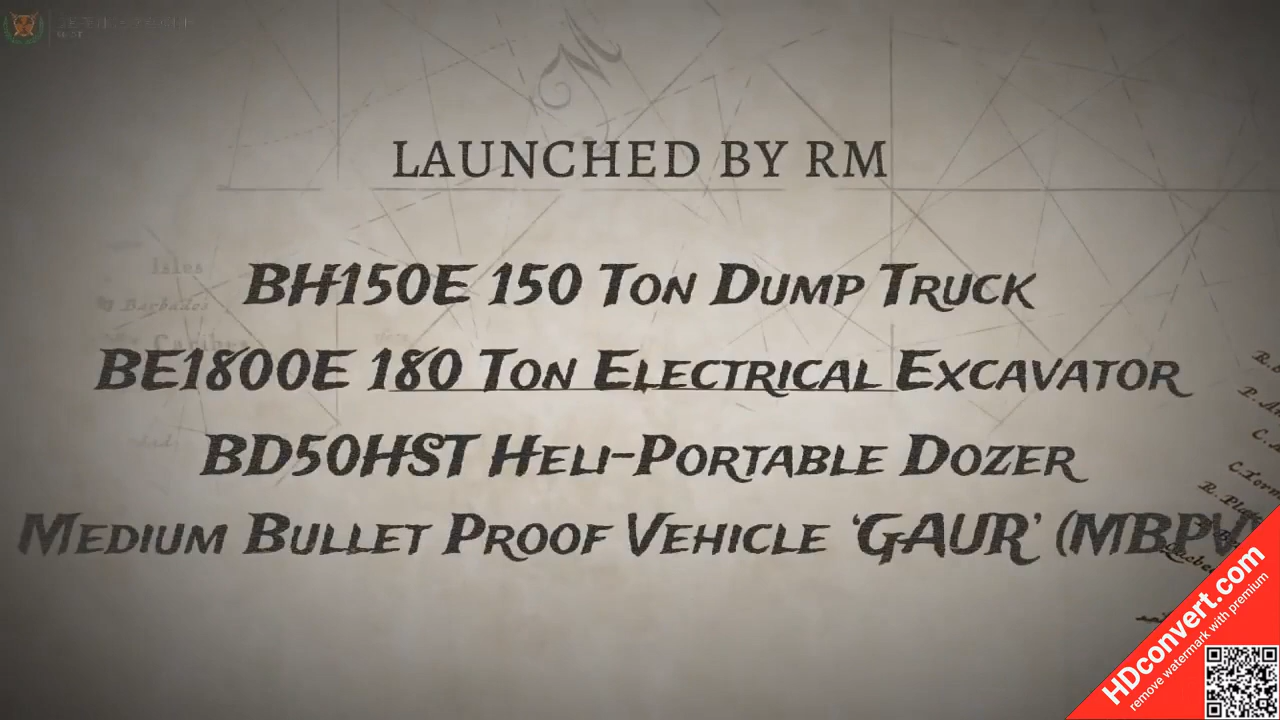 LAUNCHED BY RM
BH150E 150 TON DUMP TRUCK
BE1800E 180 TON ELECTRICAL EXCAVATOR
BD50HST HELI-PORTABLE DOZER
MEDIUM BULLET PROOF VEHICLE ‘GAUR’ (MBPV
Isles
Barbados
HDconvert.com
remove watermark with premium